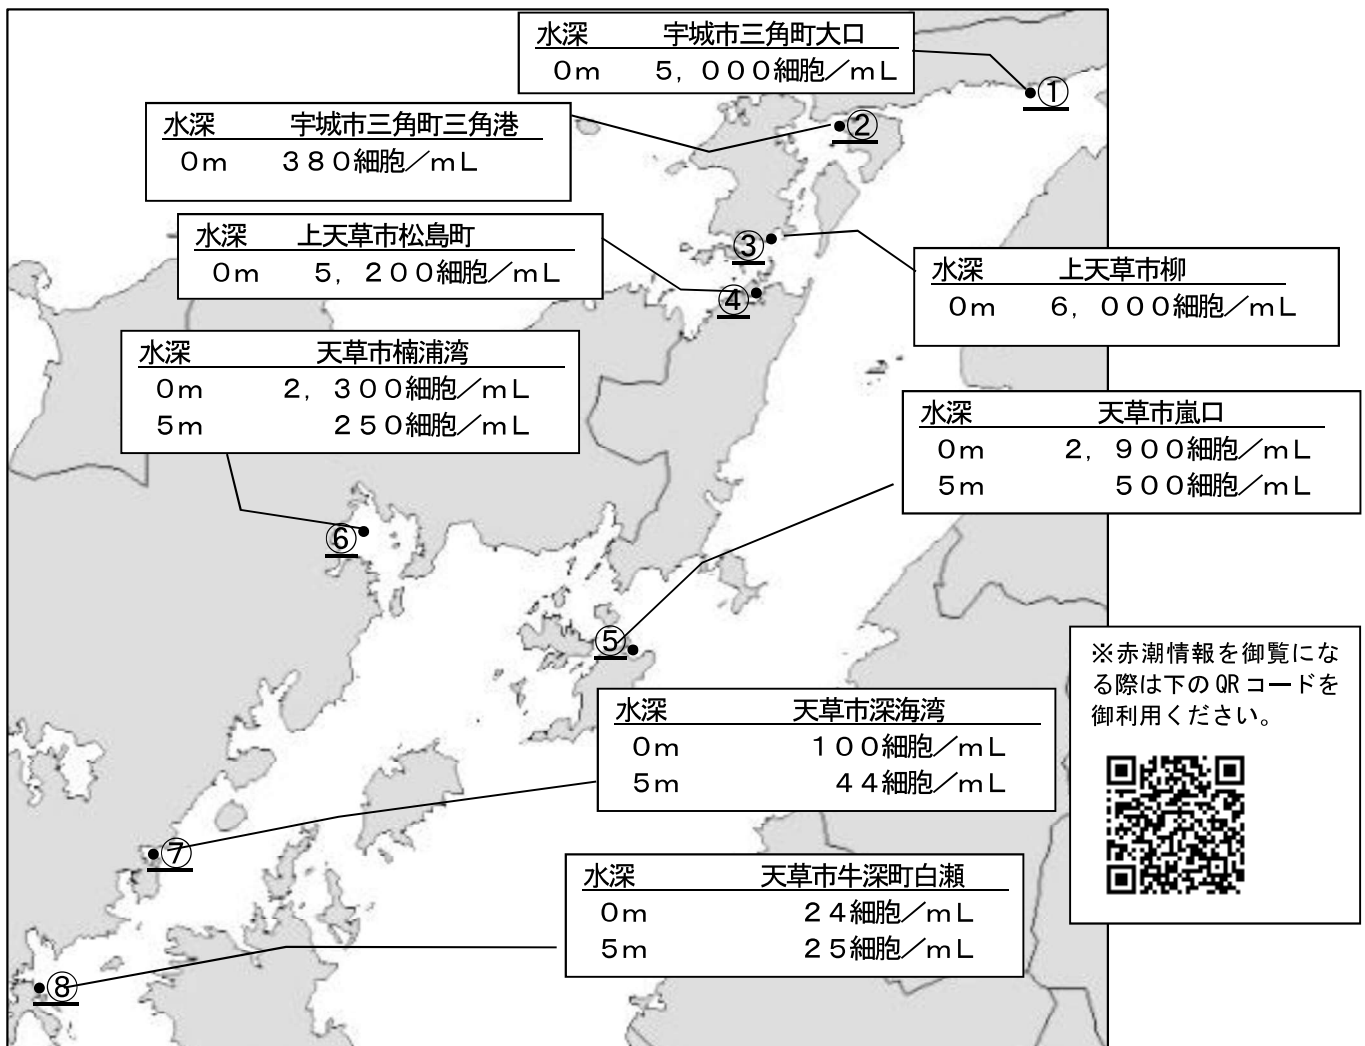 水深 宇城市三角町大口
０ｍ ５，０００細胞／ｍＬ
①
水深 宇城市三角町三角港
０ｍ ３８０細胞／ｍＬ
②
水深 上天草市松島町
０ｍ ５，２００細胞／ｍＬ
③
水深 上天草市柳
０ｍ ６，０００細胞／ｍＬ
④
水深 天草市楠浦湾
０ｍ ２，３００細胞／ｍＬ
５ｍ ２５０細胞／ｍＬ
水深 天草市嵐口
０ｍ ２，９００細胞／ｍＬ
５ｍ ５００細胞／ｍＬ
⑥
⑤
※赤潮情報を御覧にな
る際は下のQRコードを
御利用ください。
水深 天草市深海湾
０ｍ １００細胞／ｍＬ
５ｍ ４４細胞／ｍＬ
⑦
水深 天草市牛深町白瀬
０ｍ ２４細胞／ｍＬ
５ｍ ２５細胞／ｍＬ
⑧